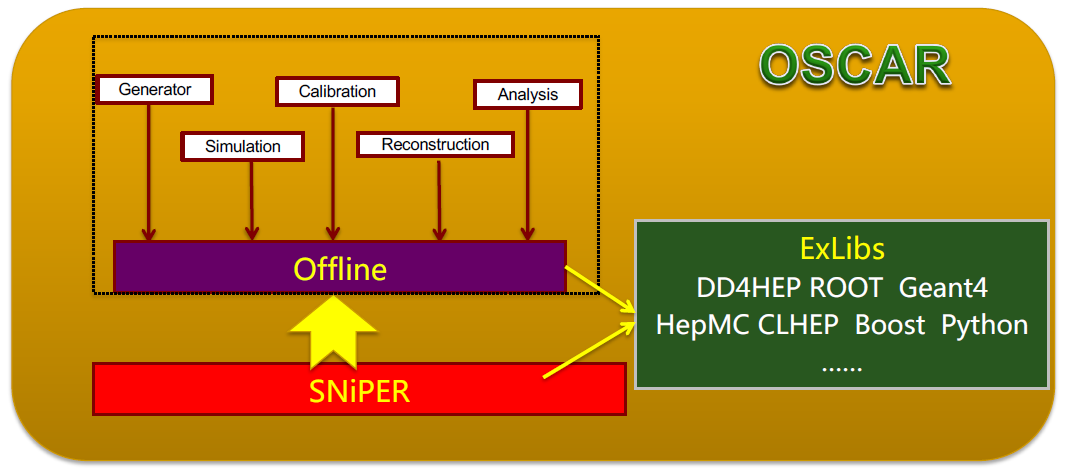 OSCAR
Generator
Calibration
Analysis
Simulation
Reconstruction
Offline
SNiPER
ExLibs
DD4HEP ROOT Geant4
HepMC CLHEP Boost Python
......